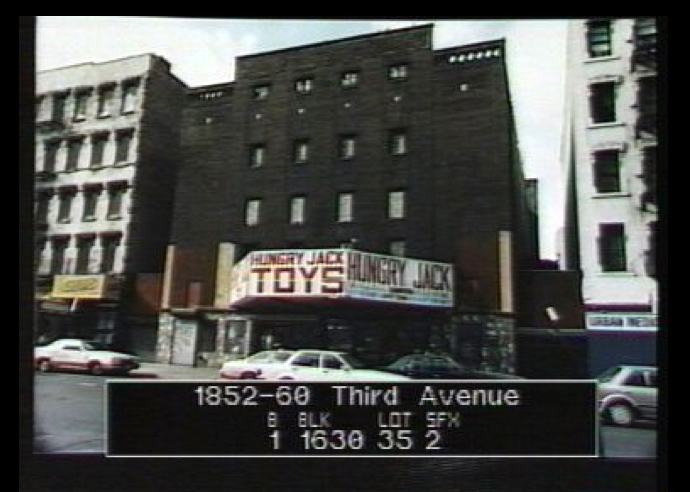 HUNGRY JACK
TOYS
HUNGRY JACK
URBAN
1852-60 Third Avenue
B BLK LOT SFX
1 1630 35 2